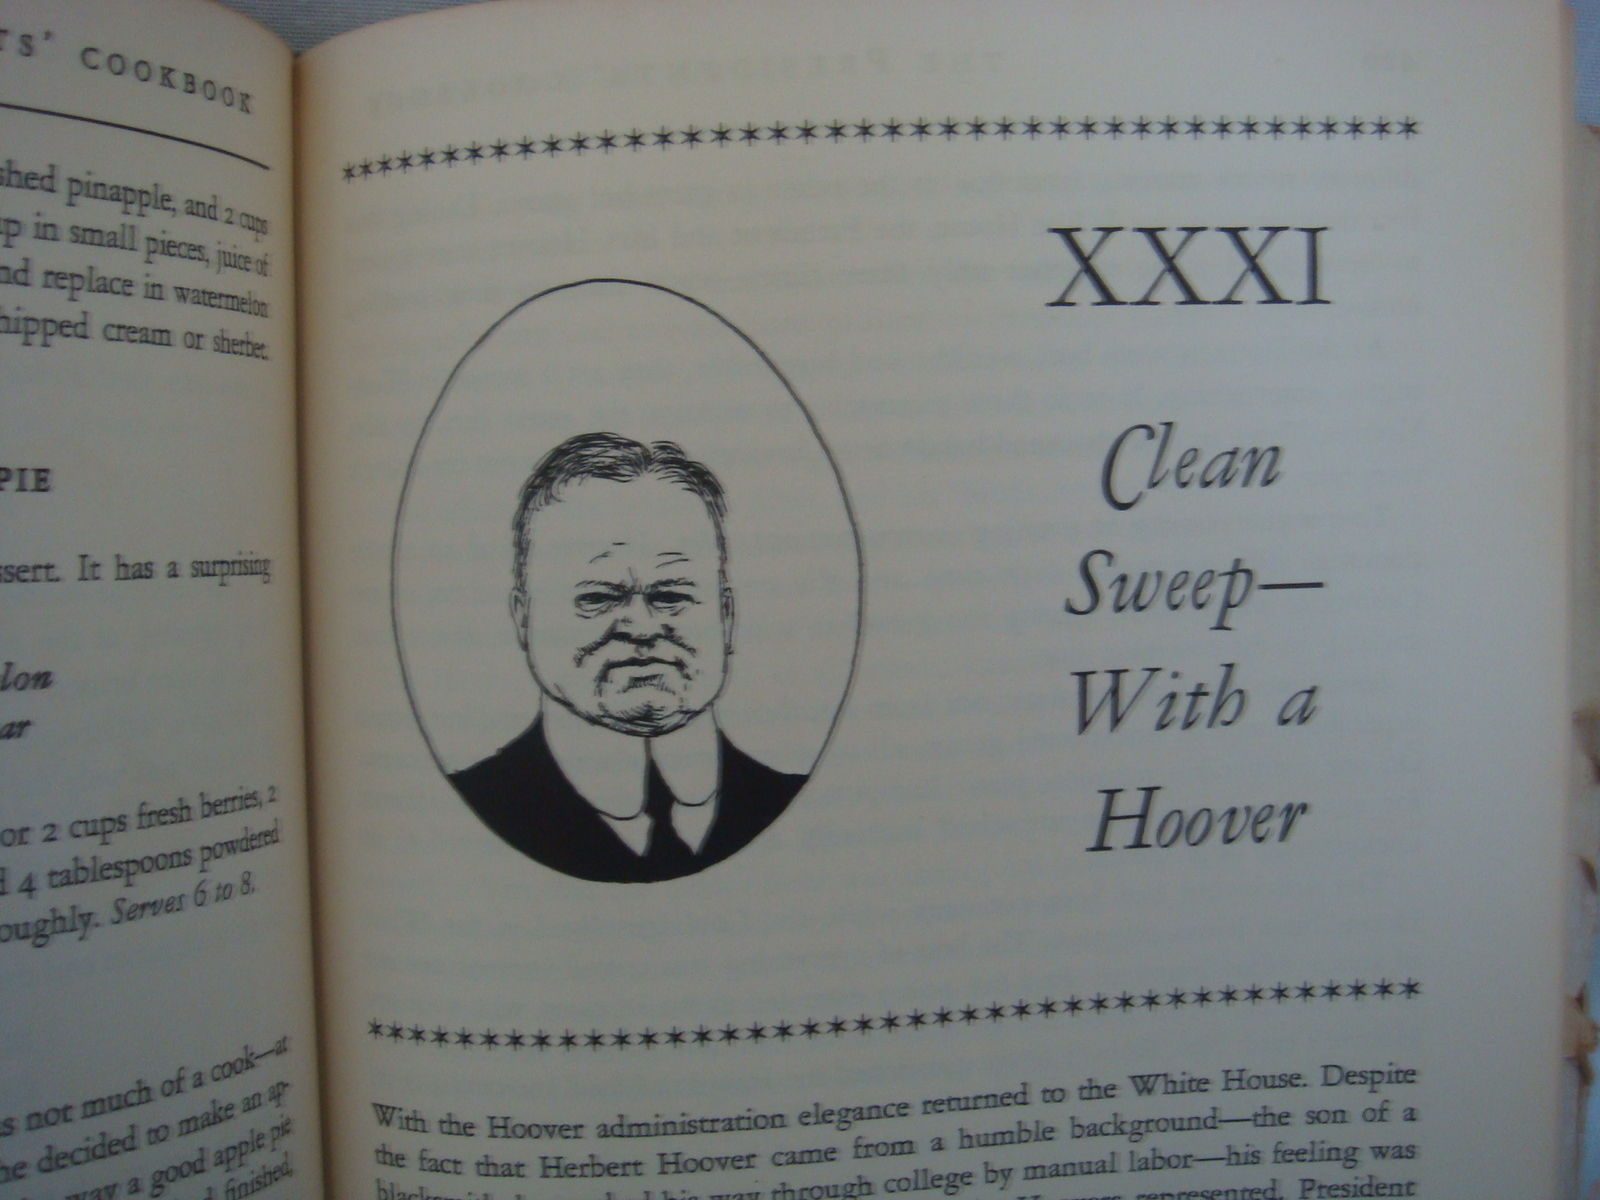 TS' COOKBOOK
shed pinapple, and 2 cups
up in small pieces, juice of
nd replace in watermelon
hipped cream or sherbet.
PIE
ssert. It has a surprising
lon
ar
or 2 cups fresh berries, 2
d 4 tablespoons powdered
oughly. Serves 6 to 8.
s not much of a cook—at
he decided to make an ap-
way a good apple pie
finished,
XXXI
Clean
Sweep—
With a
Hoover
With the Hoover administration elegance returned to the White House. Despite
the fact that Herbert Hoover came from a humble background—the son of a
his way through college by manual labor—his feeling was
represented. President